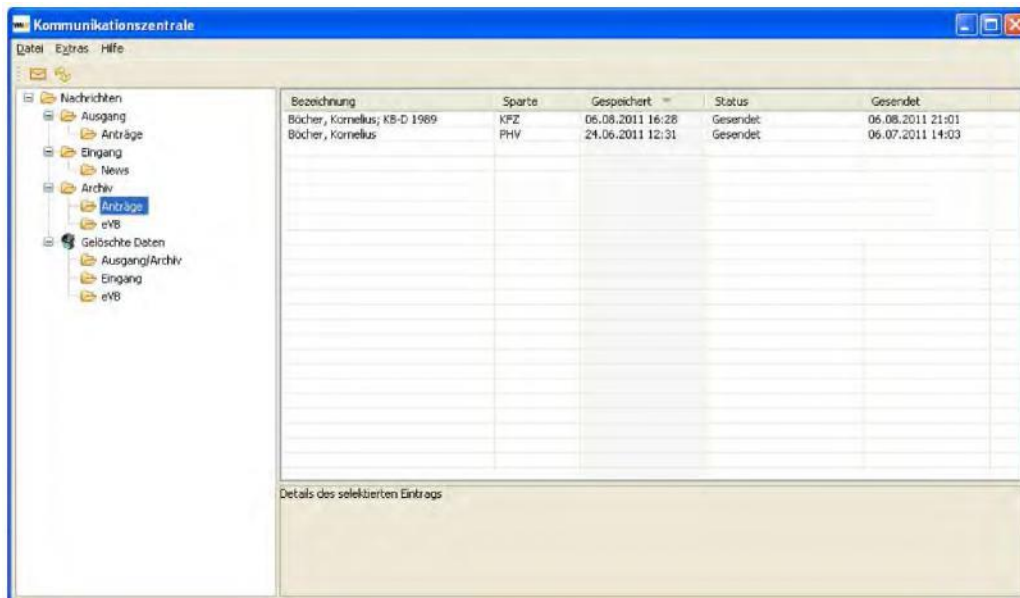 Kommunikationszentrale
Datei Extras Hilfe
Nachrichten
Ausgang
Anträge
Eingang
News
Archiv
Anträge
eVB
Gelöschte Daten
Ausgang/Archiv
Eingang
eVB
Bezeichnung Sparte Gespeichert Status Gesendet
Böcher, Kornelius; KB-D 1989 KFZ 06.08.2011 16:28 Gesendet 06.08.2011 21:01
Böcher, Kornelius PHV 24.06.2011 12:31 Gesendet 06.07.2011 14:03
Details des selektierten Eintrags